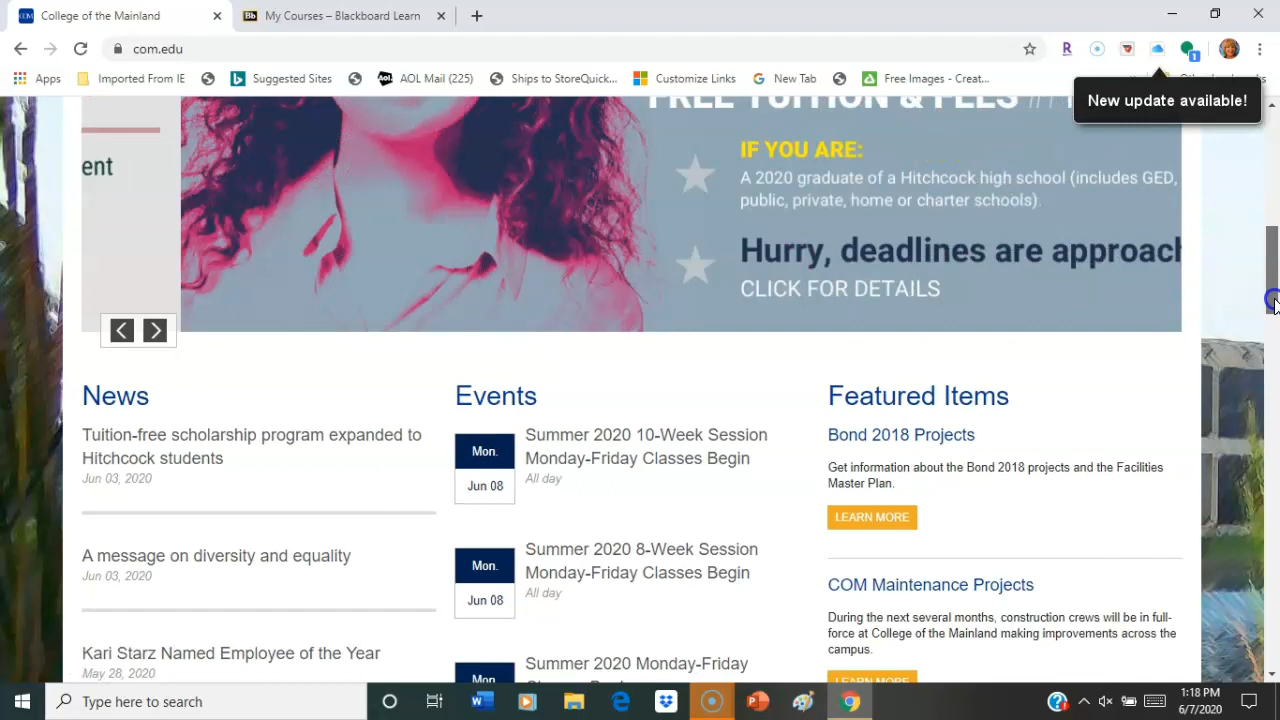 College of the Mainland
My Courses – Blackboard Learn
com.edu
1
Apps
Imported From IE
Suggested Sites
AOL Mail (225)
Ships to StoreQuick...
Customize Links
New Tab
Free Images - Creat...
New update available!
FREE TUITION & FEES
ent
IF YOU ARE:
A 2020 graduate of a Hitchcock high school (includes GED,
public, private, home or charter schools).
Hurry, deadlines are approach
CLICK FOR DETAILS
News
Tuition-free scholarship program expanded to
Hitchcock students
Jun 03, 2020
A message on diversity and equality
Jun 03, 2020
Kari Starz Named Employee of the Year
May 28, 2020
Events
Mon.
Jun 08
Summer 2020 10-Week Session
Monday-Friday Classes Begin
All day
Mon.
Jun 08
Summer 2020 8-Week Session
Monday-Friday Classes Begin
All day
Mon.
Summer 2020 Monday-Friday
Featured Items
Bond 2018 Projects
Get information about the Bond 2018 projects and the Facilities
Master Plan.
LEARN MORE
COM Maintenance Projects
During the next several months, construction crews will be in full-
force at College of the Mainland making improvements across the
campus.
LEARN MORE
Type here to search
1:18 PM
6/7/2020